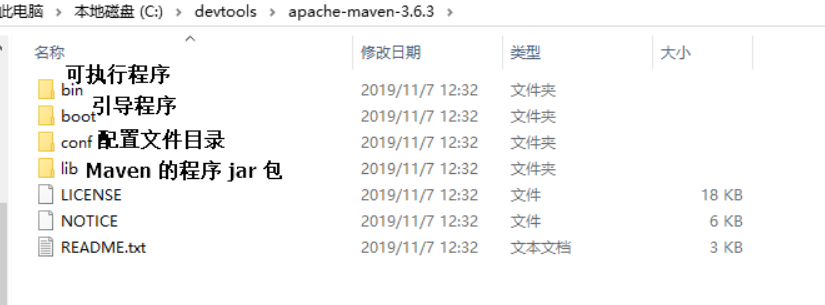 此电脑 > 本地磁盘 (C:) > devtools > apache-maven-3.6.3 >
名称 修改日期 类型 大小
可执行程序
bin 2019/11/7 12:32 文件夹
引导程序
boot 2019/11/7 12:32 文件夹
conf 配置文件目录 2019/11/7 12:32 文件夹
lib Maven 的程序 jar 包 2019/11/7 12:32 文件夹
LICENSE 2019/11/7 12:32 文件 18 KB
NOTICE 2019/11/7 12:32 文件 6 KB
README.txt 2019/11/7 12:32 文本文档 3 KB